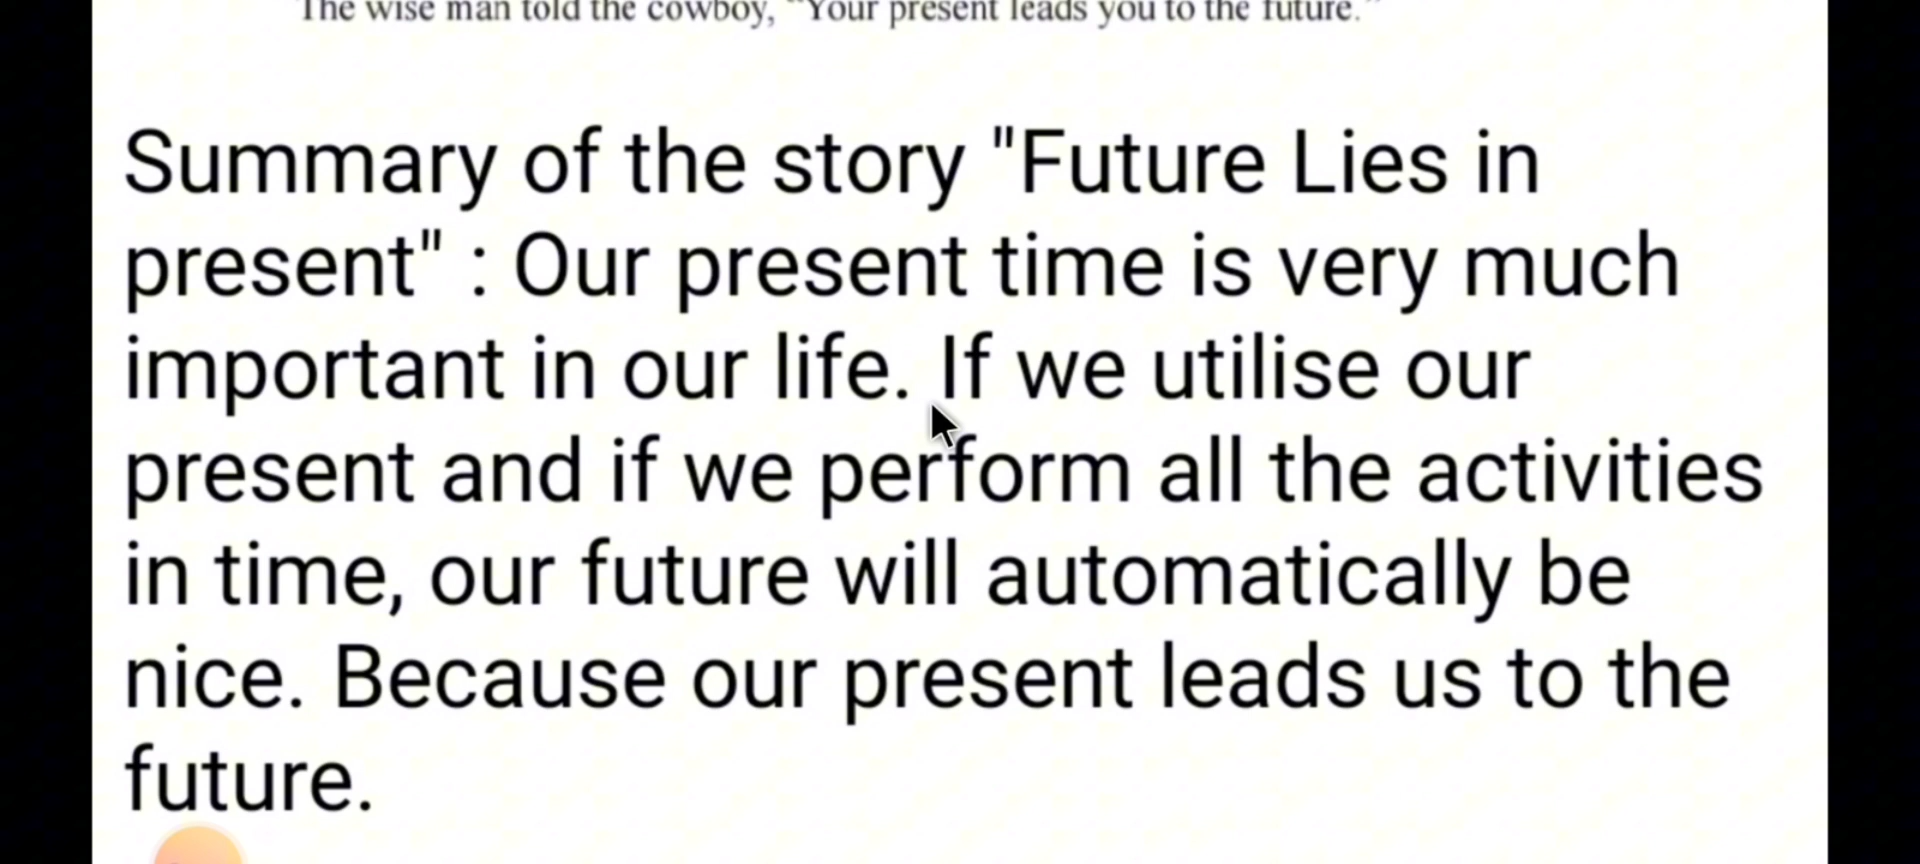 The wise man told the cowboy, "Your present leads you to the future."
Summary of the story "Future Lies in
present" : Our present time is very much
important in our life. If we utilise our
present and if we perform all the activities
in time, our future will automatically be
nice. Because our present leads us to the
future.